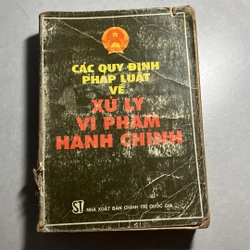 CÁC QUY ĐỊNH
PHÁP LUẬT
VỀ
XỬ LÝ
VI PHẠM
HÀNH CHÍNH
ST NHÀ XUẤT BẢN CHÍNH TRỊ QUỐC GIA